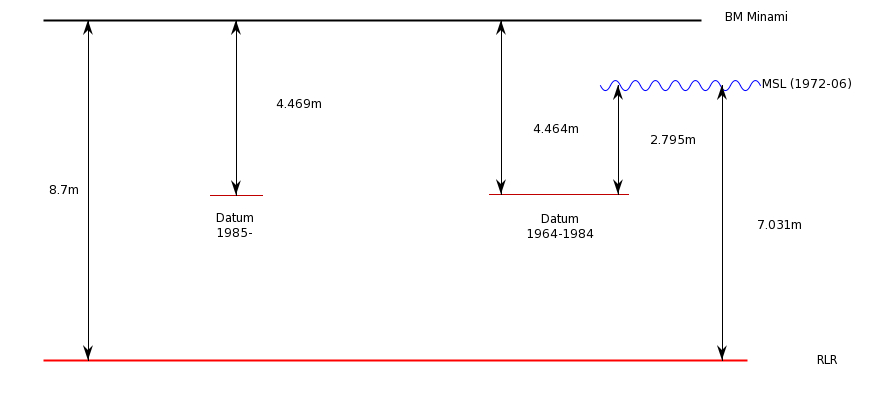 BM Minami
MSL (1972-06)
4.469m
4.464m
2.795m
8.7m
Datum
1985-
Datum
1964-1984
7.031m
RLR